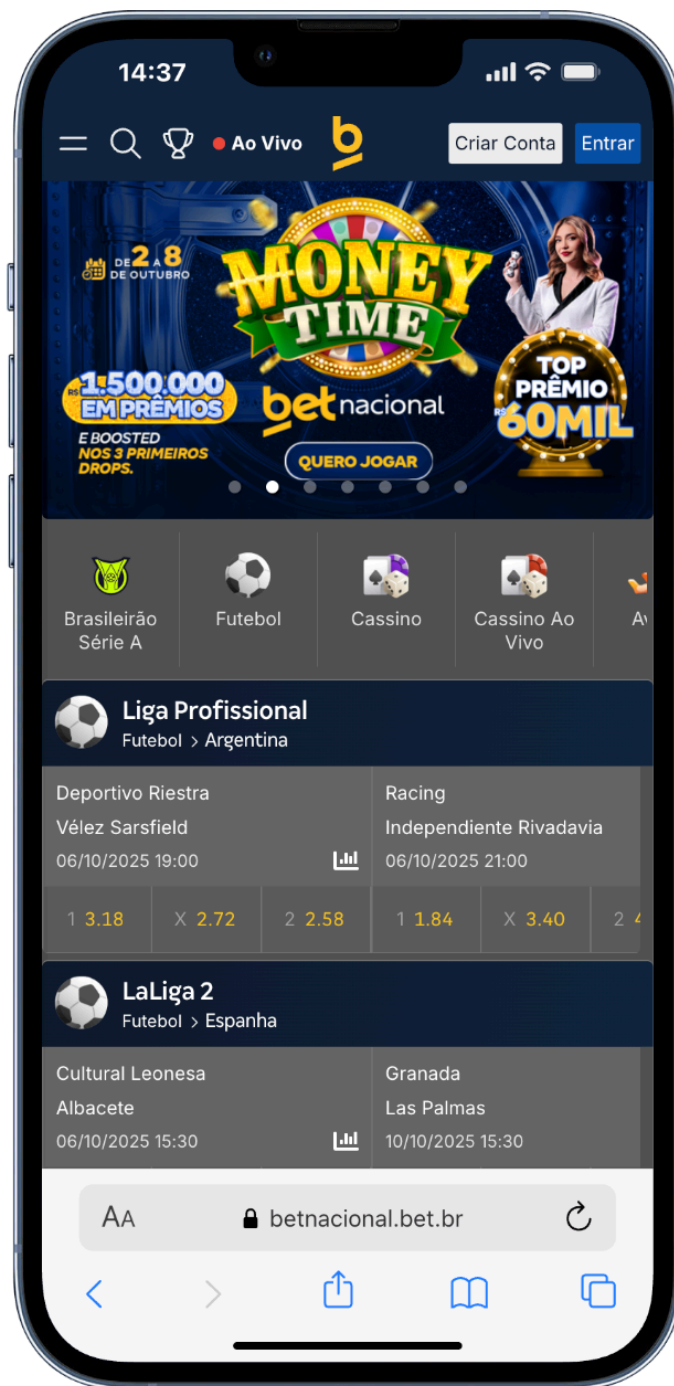 14:37
Ao Vivo
Criar Conta
Entrar
DE 2 A 8
DE OUTUBRO
MONEY
TIME
R$ 1.500.000
EM PRÊMIOS
E BOOSTED
NOS 3 PRIMEIROS
DROPS.
betnacional
QUERO JOGAR
TOP
PRÊMIO
R$ 60MIL
Brasileirão
Série A
Futebol
Cassino
Cassino Ao
Vivo
Liga Profissional
Futebol > Argentina
Deportivo Riestra
Vélez Sarsfield
06/10/2025 19:00
Racing
Independiente Rivadavia
06/10/2025 21:00
1 3.18 X 2.72 2 2.58 1 1.84 X 3.40 2
LaLiga 2
Futebol > Espanha
Cultural Leonesa
Albacete
06/10/2025 15:30
Granada
Las Palmas
10/10/2025 15:30
AA
betnacional.bet.br